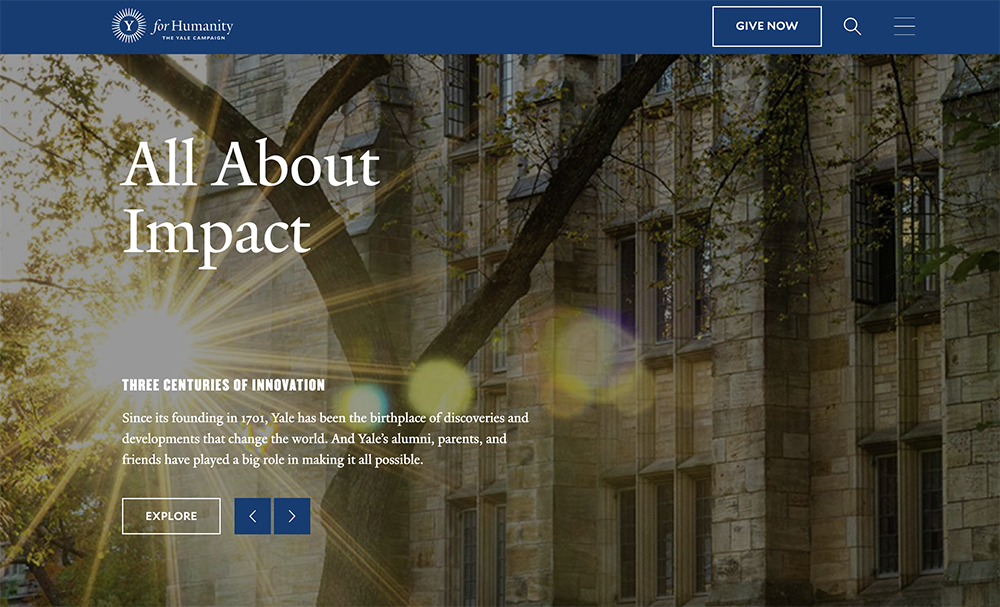 Y
for Humanity
THE YALE CAMPAIGN
GIVE NOW
All About
Impact
THREE CENTURIES OF INNOVATION
Since its founding in 1701, Yale has been the birthplace of discoveries and
developments that change the world. And Yale’s alumni, parents, and
friends have played a big role in making it all possible.
EXPLORE